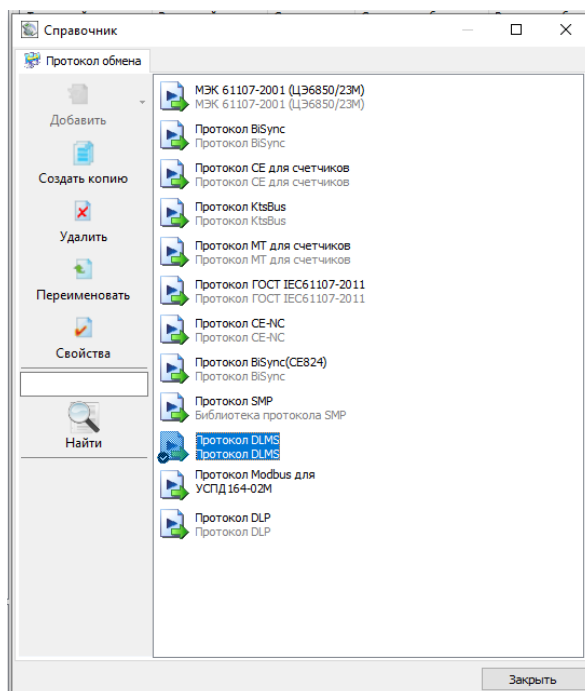 Справочник
Протокол обмена
Добавить
Создать копию
Удалить
Переименовать
Свойства
Найти
МЭК 61107-2001 (ЦЭ6850/23М)
МЭК 61107-2001 (ЦЭ6850/23М)
Протокол BiSync
Протокол BiSync
Протокол СЕ для счетчиков
Протокол СЕ для счетчиков
Протокол KtsBus
Протокол KtsBus
Протокол МТ для счетчиков
Протокол МТ для счетчиков
Протокол ГОСТ IEC61107-2011
Протокол ГОСТ IEC61107-2011
Протокол CE-NC
Протокол CE-NC
Протокол BiSync(CE824)
Протокол BiSync
Протокол SMP
Библиотека протокола SMP
Протокол DLMS
Протокол DLMS
Протокол Modbus для
УСПД 164-02М
Протокол DLP
Протокол DLP
Закрыть